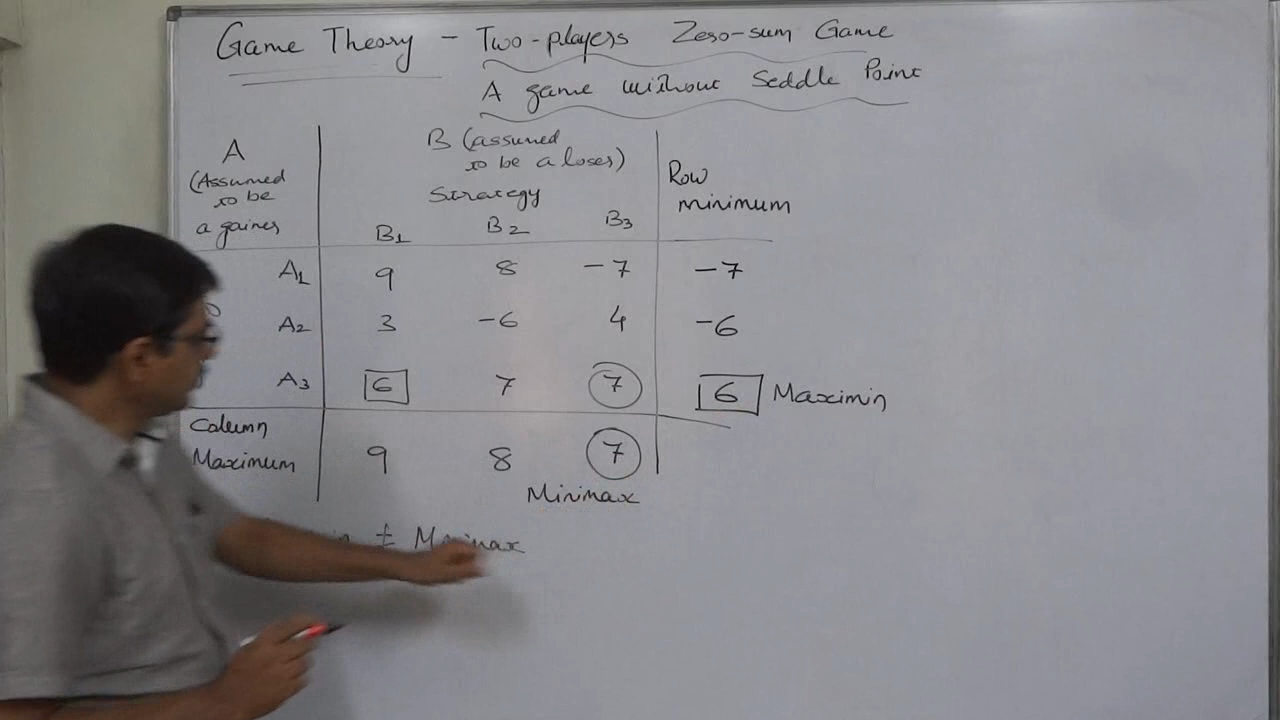 Game Theory - Two-players Zero-sum Game
A game without Seddle Point
A
(Assumed
to be
a gainer
B (assumed
to be a loser)
Strategy
Row
minimum
B1 B2 B3
A1 9 8 -7 -7
A2 3 -6 4 -6
A3 6 7 7 6 Maximin
Column
Maximum 9 8 7
Minimax
≠ Minimax